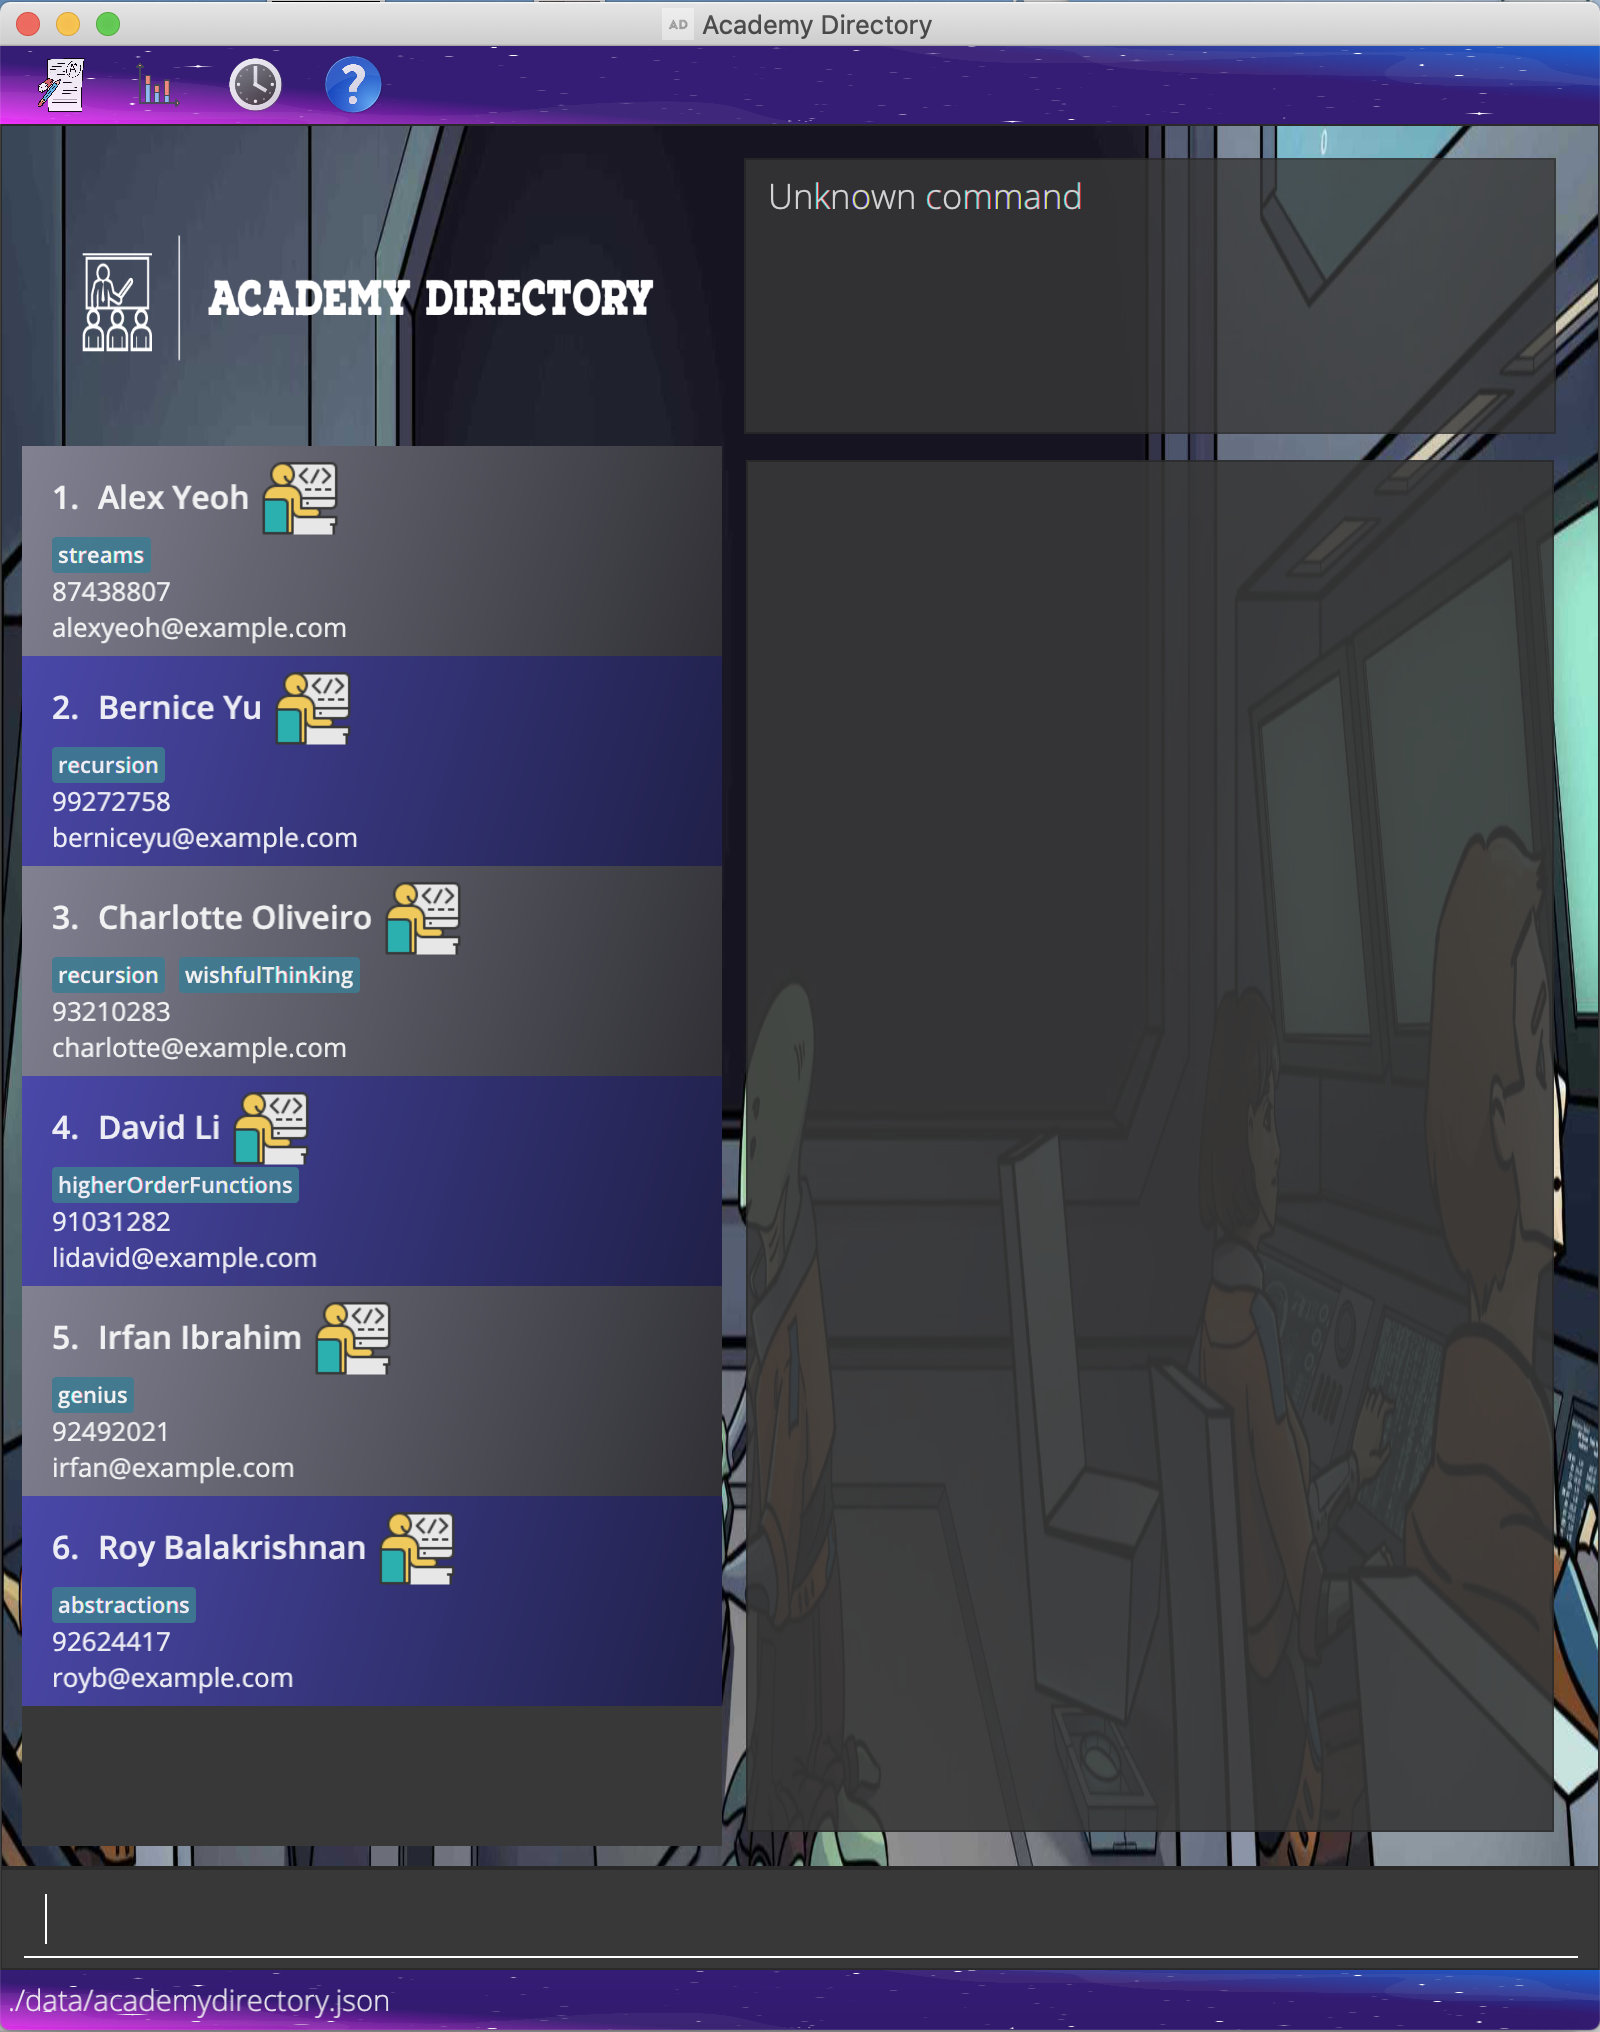 AD Academy Directory
ACADEMY DIRECTORY
Unknown command
1. Alex Yeoh
streams
87438807
alexyeoh@example.com
2. Bernice Yu
recursion
99272758
berniceyu@example.com
3. Charlotte Oliveiro
recursion wishfulThinking
93210283
charlotte@example.com
4. David Li
higherOrderFunctions
91031282
lidavid@example.com
5. Irfan Ibrahim
genius
92492021
irfan@example.com
6. Roy Balakrishnan
abstractions
92624417
royb@example.com
./data/academydirectory.json